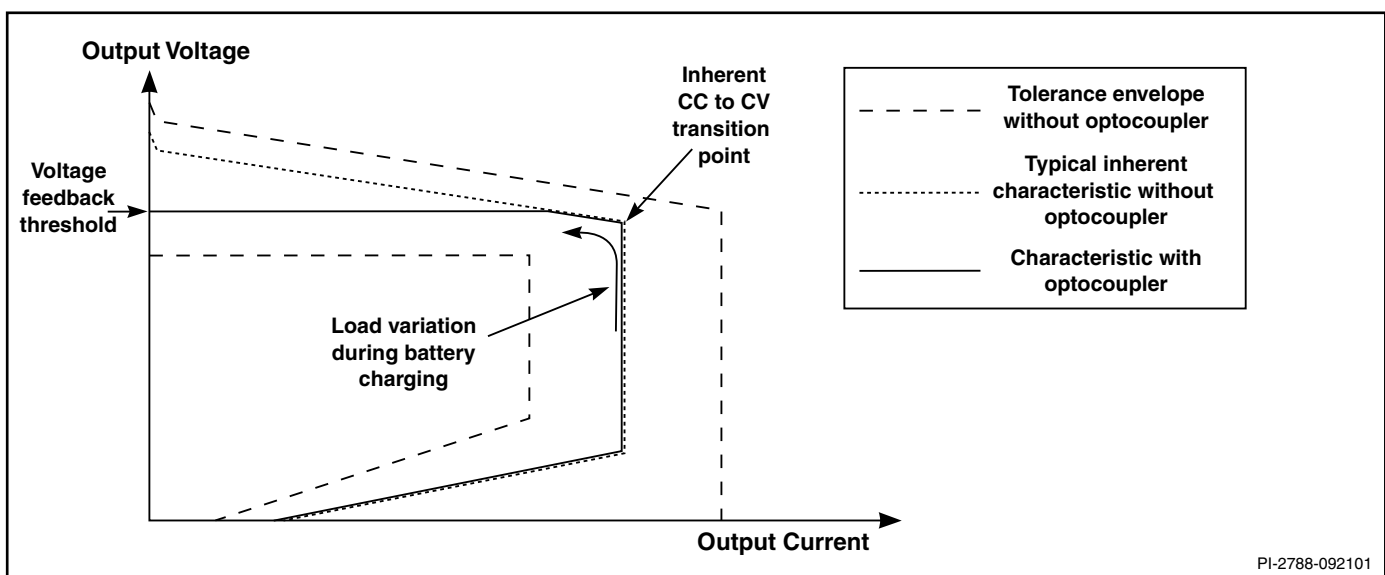 Output Voltage
Inherent
CC to CV
transition
point
Voltage
feedback
threshold
Load variation
during battery
charging
Output Current
Tolerance envelope
without optocoupler
Typical inherent
characteristic without
optocoupler
Characteristic with
optocoupler
PI-2788-092101